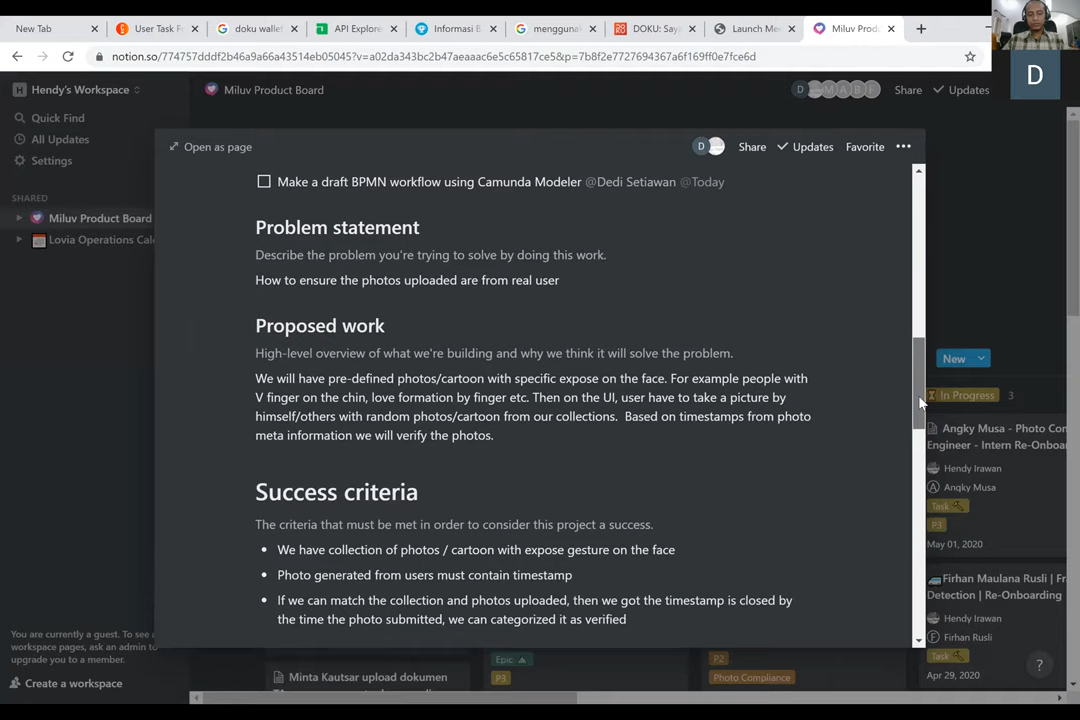 New Tab
User Task F
doku wallet
API Explore
Informasi B
menggunak
DOKU: Say
Launch Me
Miluv Produ
notion.so/774757dddf2b46a9a66a43514eb05045?v=a02da343bc2b47aeaaac6e5c65817ce5&p=7b8f2e7727694367a6f169ff0e7fce6d
D
Hendy's Workspace
Miluv Product Board
D M A B F
Share
Updates
Quick Find
All Updates
Settings
SHARED
Miluv Product Board
Lovia Operations Cal
Open as page
D
Share
Updates
Favorite
Make a draft BPMN workflow using Camunda Modeler @Dedi Setiawan @Today
Problem statement
Describe the problem you're trying to solve by doing this work.
How to ensure the photos uploaded are from real user
Proposed work
High-level overview of what we're building and why we think it will solve the problem.
We will have pre-defined photos/cartoon with specific expose on the face. For example people with
V finger on the chin, love formation by finger etc. Then on the UI, user have to take a picture by
himself/others with random photos/cartoon from our collections.  Based on timestamps from photo
meta information we will verify the photos.
Success criteria
The criteria that must be met in order to consider this project a success.
We have collection of photos / cartoon with expose gesture on the face
Photo generated from users must contain timestamp
If we can match the collection and photos uploaded, then we got the timestamp is closed by
the time the photo submitted, we can categorized it as verified
New
In Progress 3
Angky Musa - Photo Com
Engineer - Intern Re-Onboar
Hendy Irawan
A Angky Musa
Task
P3
May 01, 2020
Firhan Maulana Rusli | Fra
Detection | Re-Onboarding
Hendy Irawan
F Firhan Rusli
Task
Apr 29, 2020
You are currently a guest. To see a
workspace pages, ask an admin to
upgrade you to a member.
Create a workspace
Minta Kautsar upload dokumen
Epic
P3
P2
Photo Compliance
?